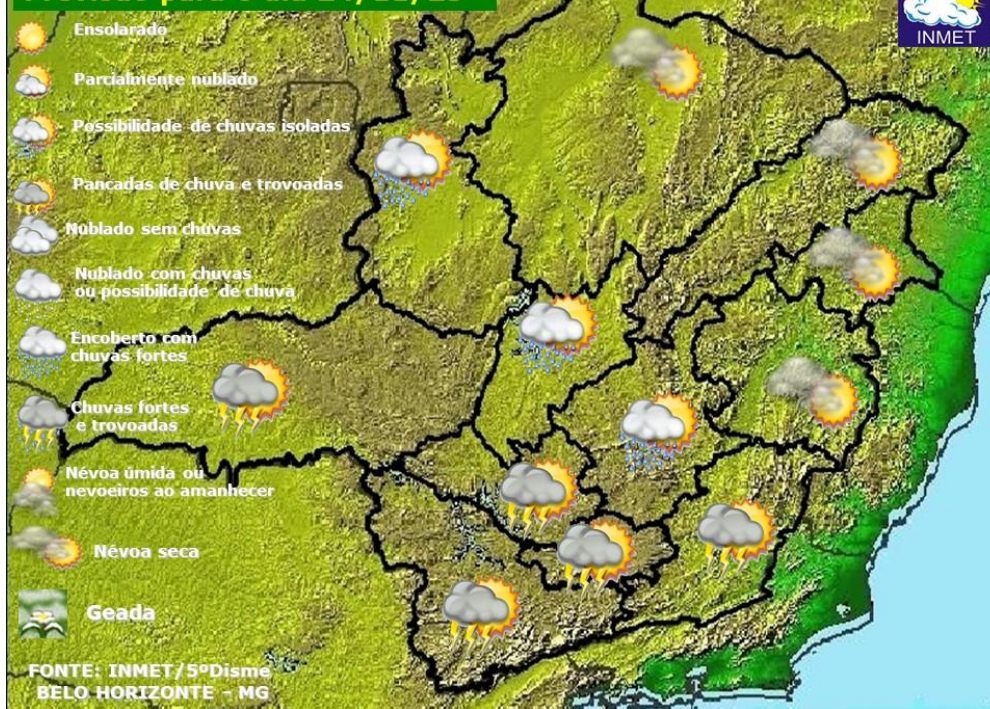 INMET
Ensolarado
Parcialmente nublado
Possibilidade de chuvas isoladas
Pancadas de chuva e trovoadas
Nublado sem chuvas
Nublado com chuvas
ou possibilidade de chuva
Encoberto com
chuvas fortes
Chuvas fortes
e trovoadas
Névoa úmida ou
nevoeiros ao amanhecer
Névoa seca
Geada
FONTE: INMET/5ºDisme
BELO HORIZONTE - MG